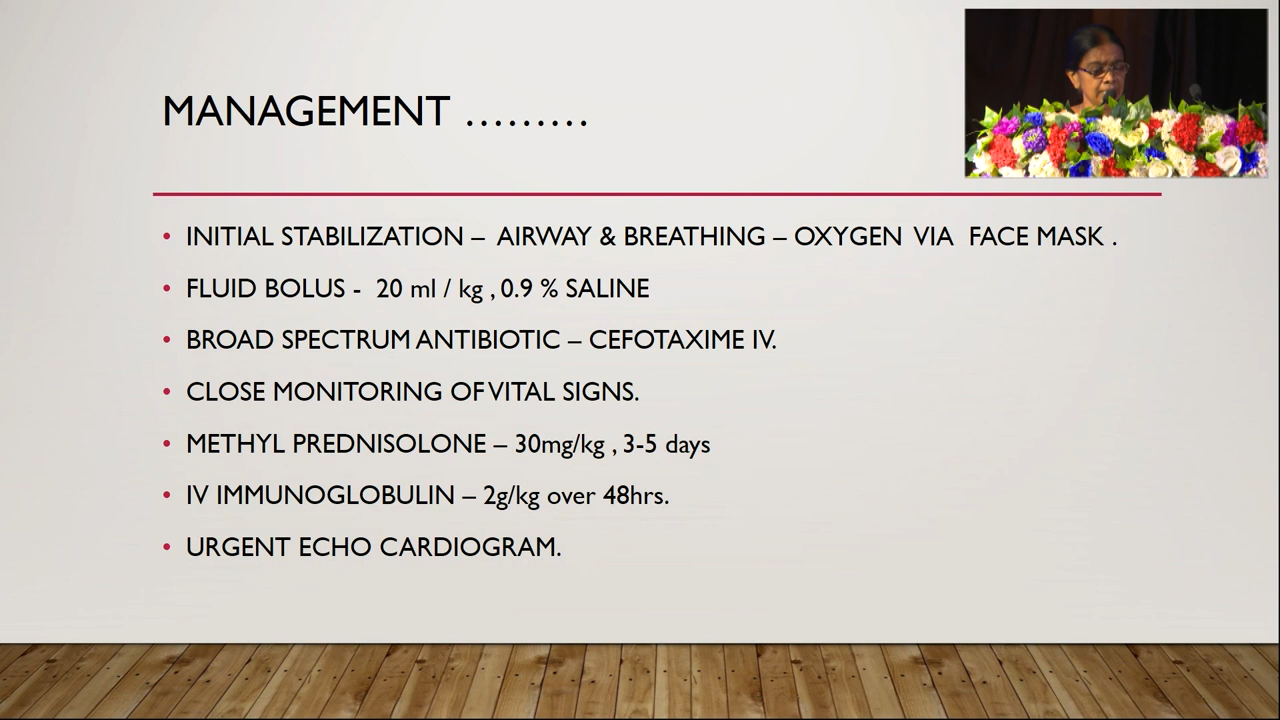 MANAGEMENT .........
• INITIAL STABILIZATION – AIRWAY & BREATHING – OXYGEN VIA FACE MASK .
• FLUID BOLUS - 20 ml / kg , 0.9 % SALINE
• BROAD SPECTRUM ANTIBIOTIC – CEFOTAXIME IV.
• CLOSE MONITORING OF VITAL SIGNS.
• METHYL PREDNISOLONE – 30mg/kg , 3-5 days
• IV IMMUNOGLOBULIN – 2g/kg over 48hrs.
• URGENT ECHO CARDIOGRAM.